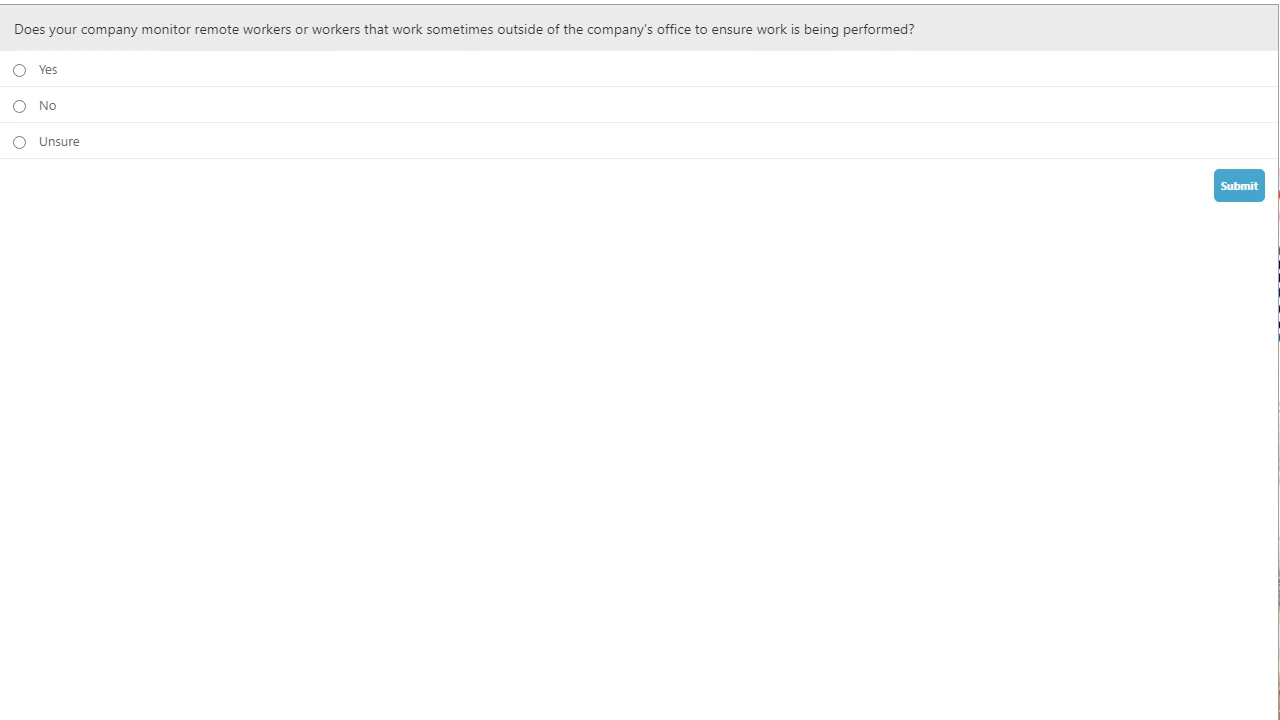 Does your company monitor remote workers or workers that work sometimes outside of the company's office to ensure work is being performed?
Yes
No
Unsure
Submit